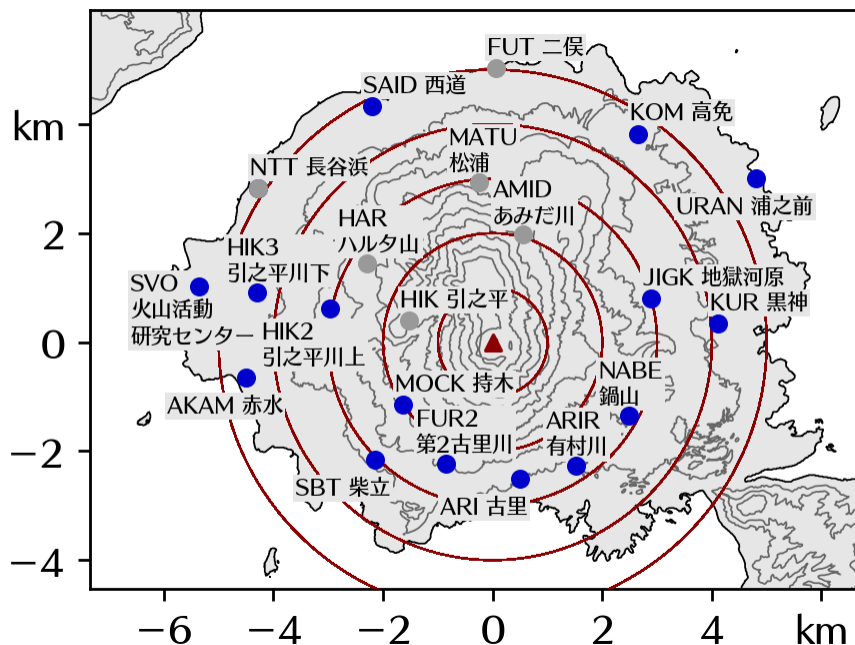 FUT 二俣
SAID 西道
KOM 高免
km
MATU
松浦
NTT 長谷浜
AMID
あみだ川
URAN 浦之前
HAR
ハルタ山
2
HIK3
引之平川下
JIGK 地獄河原
SVO
火山活動
研究センター
HIK 引之平
KUR 黒神
0
HIK2
引之平川上
NABE
鍋山
MOCK 持木
AKAM 赤水
FUR2
第2古里川
ARIR
有村川
−2
SBT 柴立
ARI 古里
−4
−6 −4 −2 0 2 4 km